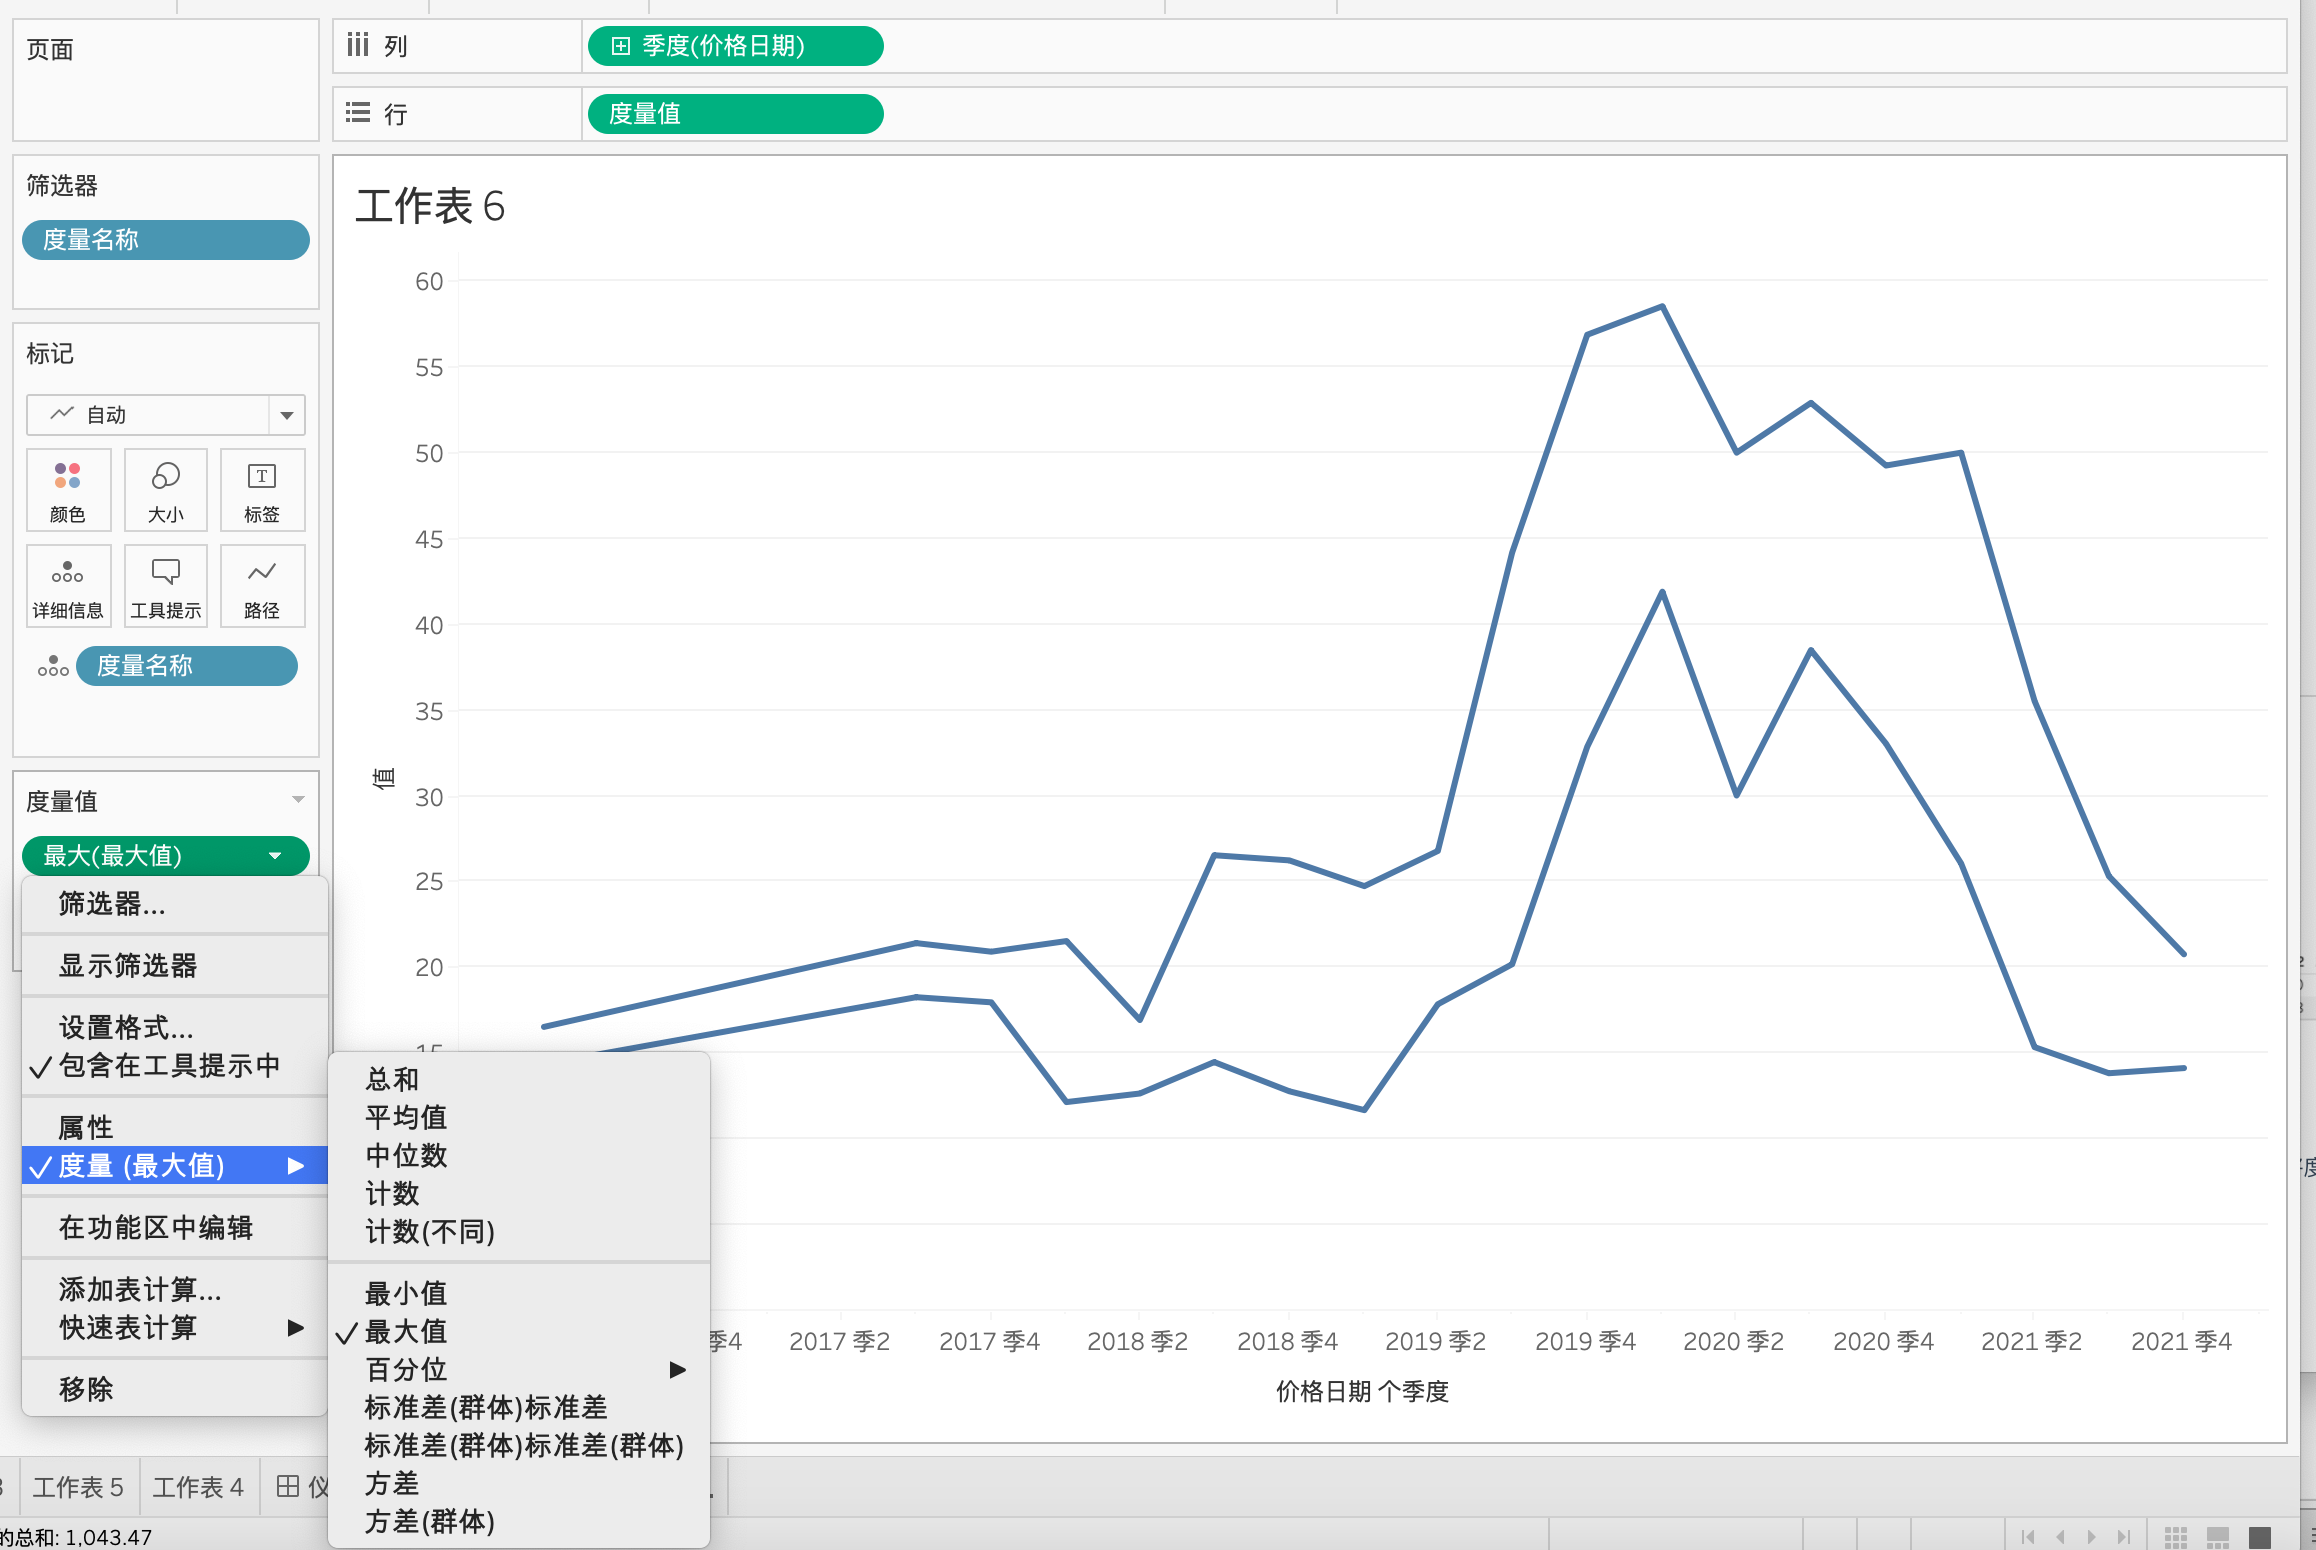 页面
列
季度(价格日期)
行
度量值
筛选器
度量名称
标记
自动
颜色
大小
标签
详细信息
工具提示
路径
度量名称
度量值
最大(最大值)
筛选器...
显示筛选器
设置格式...
包含在工具提示中
属性
度量 (最大值)
在功能区中编辑
添加表计算...
快速表计算
移除
总和
平均值
中位数
计数
计数(不同)
最小值
最大值
百分位
标准差(群体)标准差
标准差(群体)标准差(群体)
方差
方差(群体)
工作表 6
60
55
50
45
40
35
30
25
20
15
值
季4
2017 季2
2017 季4
2018 季2
2018 季4
2019 季2
2019 季4
2020 季2
2020 季4
2021 季2
2021 季4
价格日期 个季度
工作表 5
工作表 4
仪
的总和: 1,043.47